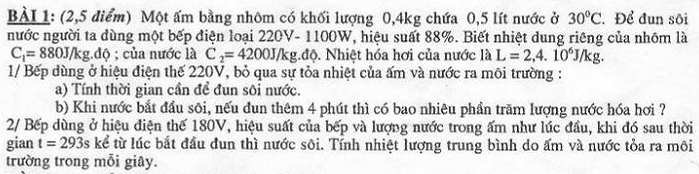 BÀI 1: (2,5 điểm) Một ấm bằng nhôm có khối lượng 0,4kg chứa 0,5 lít nước ở 30⁰C. Để đun sôi
nước người ta dùng một bếp điện loại 220V- 1100W, hiệu suất 88%. Biết nhiệt dung riêng của nhôm là
C₁= 880J/kg.độ ; của nước là C ₂= 4200J/kg.độ. Nhiệt hóa hơi của nước là L = 2,4. 10⁶J/kg.
1/ Bếp dùng ở hiệu điện thế 220V, bỏ qua sự tỏa nhiệt của ấm và nước ra môi trường :
a) Tính thời gian cần để đun sôi nước.
b) Khi nước bắt đầu sôi, nếu đun thêm 4 phút thì có bao nhiêu phần trăm lượng nước hóa hơi ?
2/ Bếp dùng ở hiệu điện thế 180V, hiệu suất của bếp và lượng nước trong ấm như lúc đầu, khi đó sau thời
gian t = 293s kể từ lúc bắt đầu đun thì nước sôi. Tính nhiệt lượng trung bình do ấm và nước tỏa ra môi
trường trong mỗi giây.